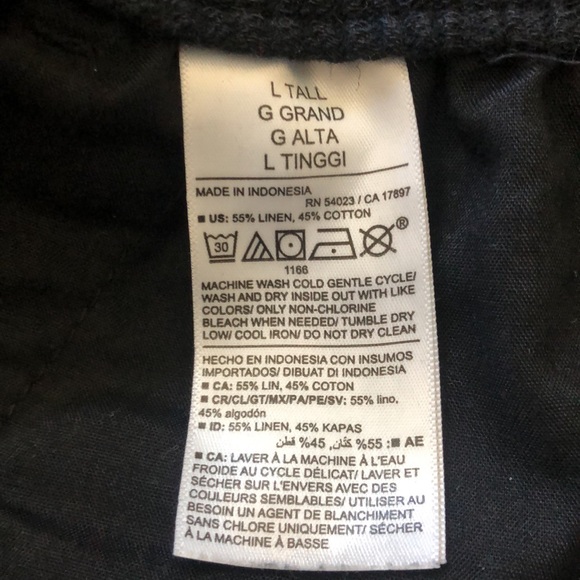 L TALL
G GRAND
G ALTA
L TINGGI
MADE IN INDONESIA
RN 54023 / CA 17897
■ US: 55% LINEN, 45% COTTON
30
®
1166
MACHINE WASH COLD GENTLE CYCLE/
WASH AND DRY INSIDE OUT WITH LIKE
COLORS/ ONLY NON-CHLORINE
BLEACH WHEN NEEDED/ TUMBLE DRY
LOW/ COOL IRON/ DO NOT DRY CLEAN
HECHO EN INDONESIA CON INSUMOS
IMPORTADOS/ DIBUAT DI INDONESIA
■ CA: 55% LIN, 45% COTON
■ CR/CL/GT/MX/PA/PE/SV: 55% lino,
45% algodón
■ ID: 55% LINEN, 45% KAPAS
■ AE: 55% كتّان, 45% قطن
■ CA: LAVER À LA MACHINE À L'EAU
FROIDE AU CYCLE DÉLICAT/ LAVER ET
SÉCHER SUR L'ENVERS AVEC DES
COULEURS SEMBLABLES/ UTILISER AU
BESOIN UN AGENT DE BLANCHIMENT
SANS CHLORE UNIQUEMENT/ SÉCHER
À LA MACHINE À BASSE